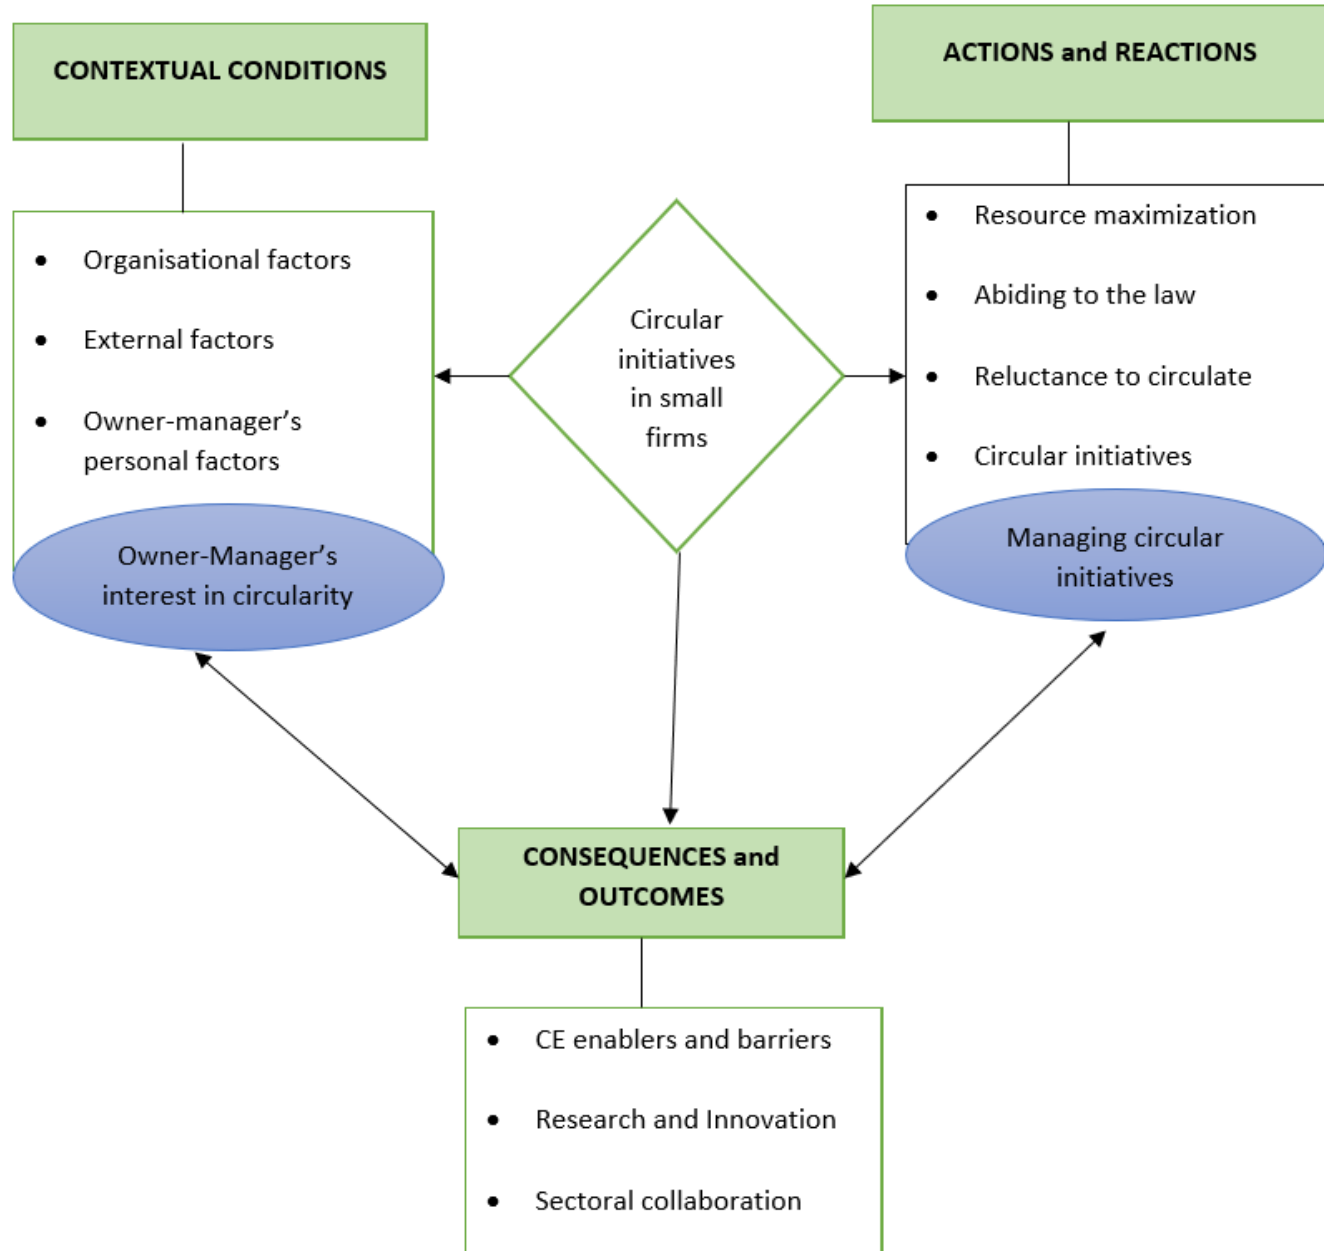 CONTEXTUAL CONDITIONS
ACTIONS and REACTIONS
• Organisational factors
• External factors
• Owner-manager’s
personal factors
Owner-Manager’s
interest in circularity
Circular
initiatives
in small
firms
• Resource maximization
• Abiding to the law
• Reluctance to circulate
• Circular initiatives
Managing circular
initiatives
CONSEQUENCES and
OUTCOMES
• CE enablers and barriers
• Research and Innovation
• Sectoral collaboration